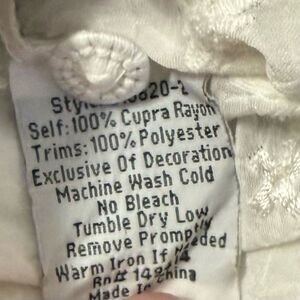 Style
Self:100% Cupra Rayon
Trims:100% Polyester
Exclusive Of Decoration
Machine Wash Cold
No Bleach
Tumble Dry Low
Remove
Warm Iron If
Rn#
Made In China